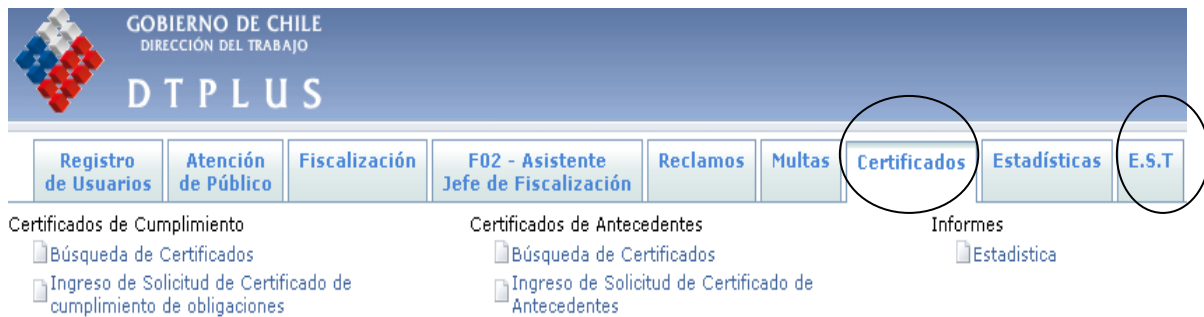 GOBIERNO DE CHILE
DIRECCIÓN DEL TRABAJO
DTPLUS
Registro
de Usuarios
Atención
de Público
Fiscalización
F02 - Asistente
Jefe de Fiscalización
Reclamos
Multas
Certificados
Estadísticas
E.S.T
Certificados de Cumplimiento
Búsqueda de Certificados
Ingreso de Solicitud de Certificado de
cumplimiento de obligaciones
Certificados de Antecedentes
Búsqueda de Certificados
Ingreso de Solicitud de Certificado de
Antecedentes
Informes
Estadistica